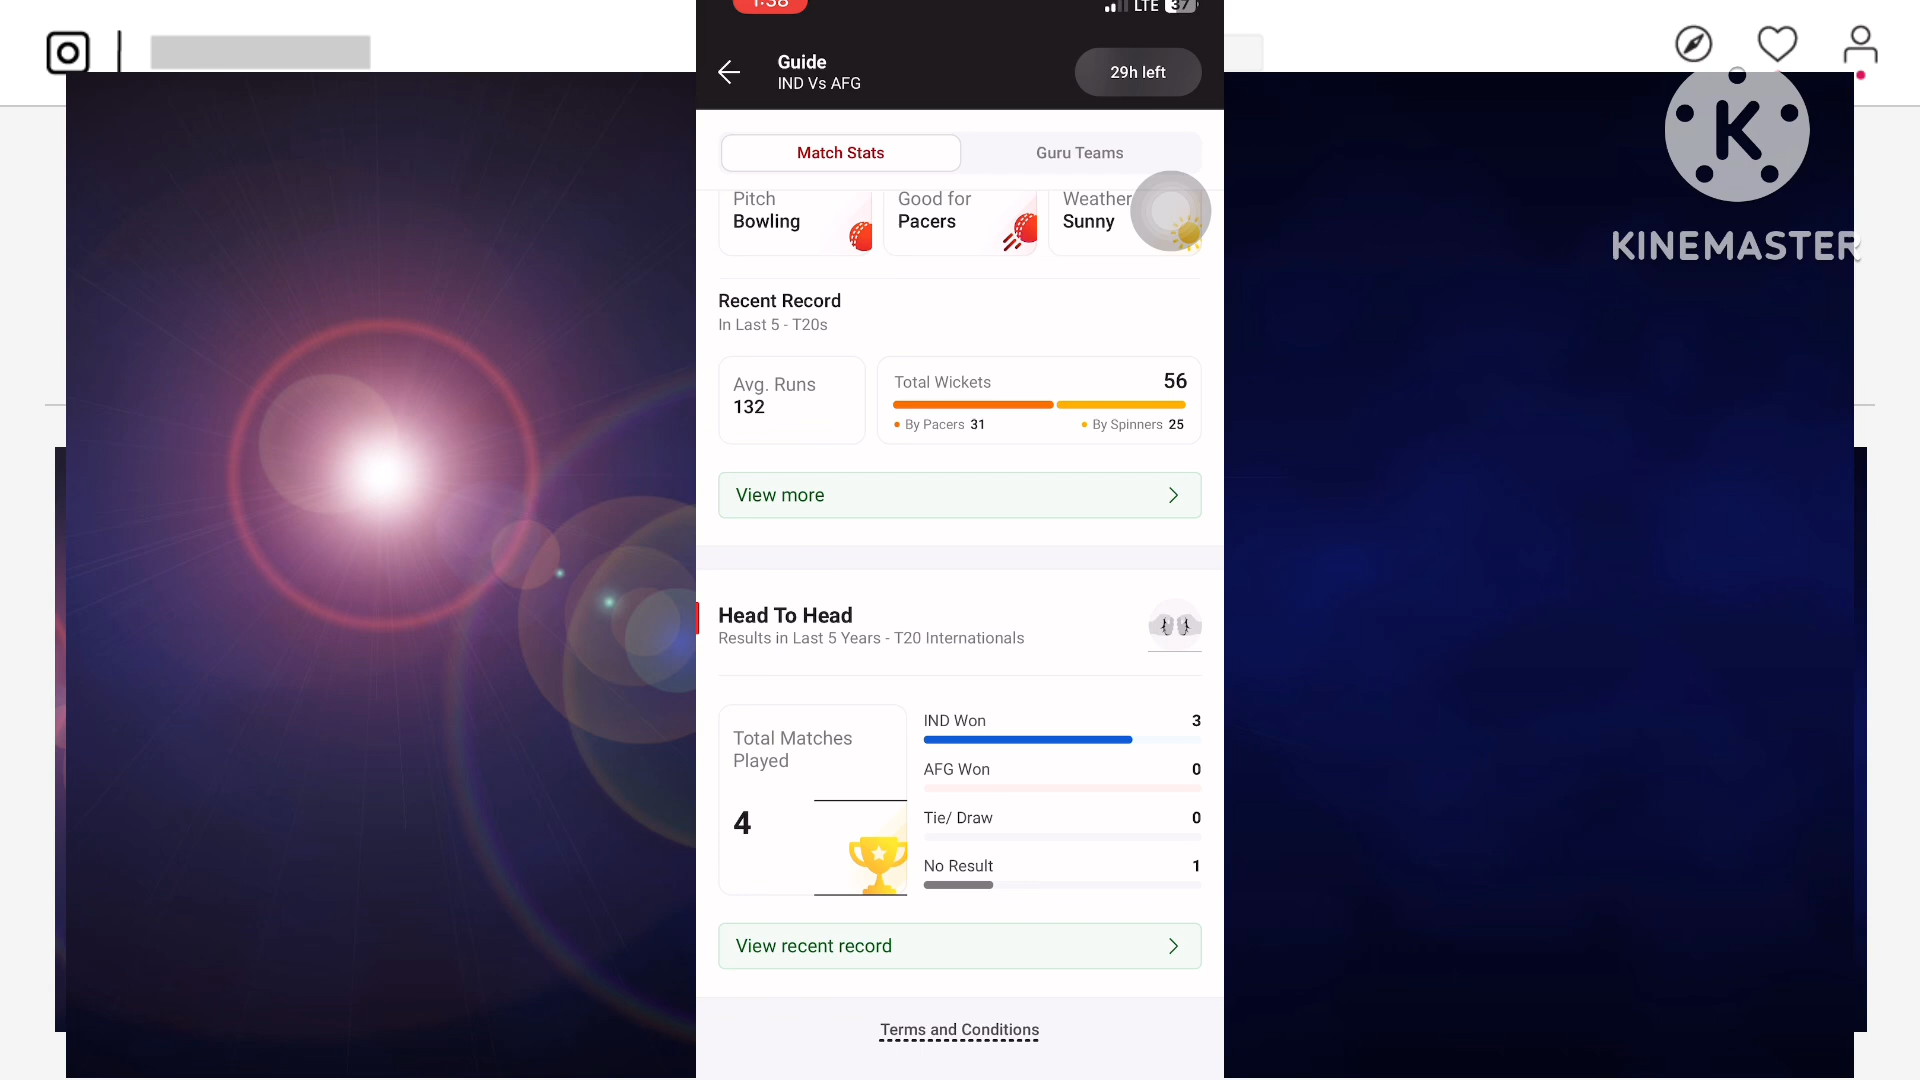 1:38
LTE 37
Guide
IND Vs AFG
29h left
Match Stats
Guru Teams
Pitch
Bowling
Good for
Pacers
Weather
Sunny
Recent Record
In Last 5 - T20s
Avg. Runs
132
Total Wickets 56
By Pacers 31
By Spinners 25
View more
Head To Head
Results in Last 5 Years - T20 Internationals
Total Matches
Played
4
IND Won 3
AFG Won 0
Tie/ Draw 0
No Result 1
View recent record
Terms and Conditions
K
KINEMASTER